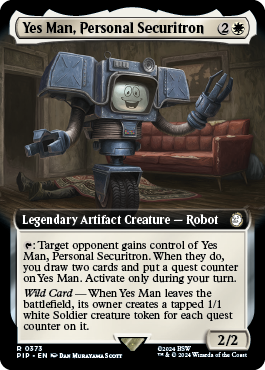 Yes Man, Personal Securitron 2
Legendary Artifact Creature — Robot
: Target opponent gains control of Yes
Man, Personal Securitron. When they do,
you draw two cards and put a quest counter
on Yes Man. Activate only during your turn.
Wild Card — When Yes Man leaves the
battlefield, its owner creates a tapped 1/1
white Soldier creature token for each quest
counter on it.
2/2
R 0373
PIP • EN Dan Murayama Scott
©2024 BSW
™ & © 2024 Wizards of the Coast